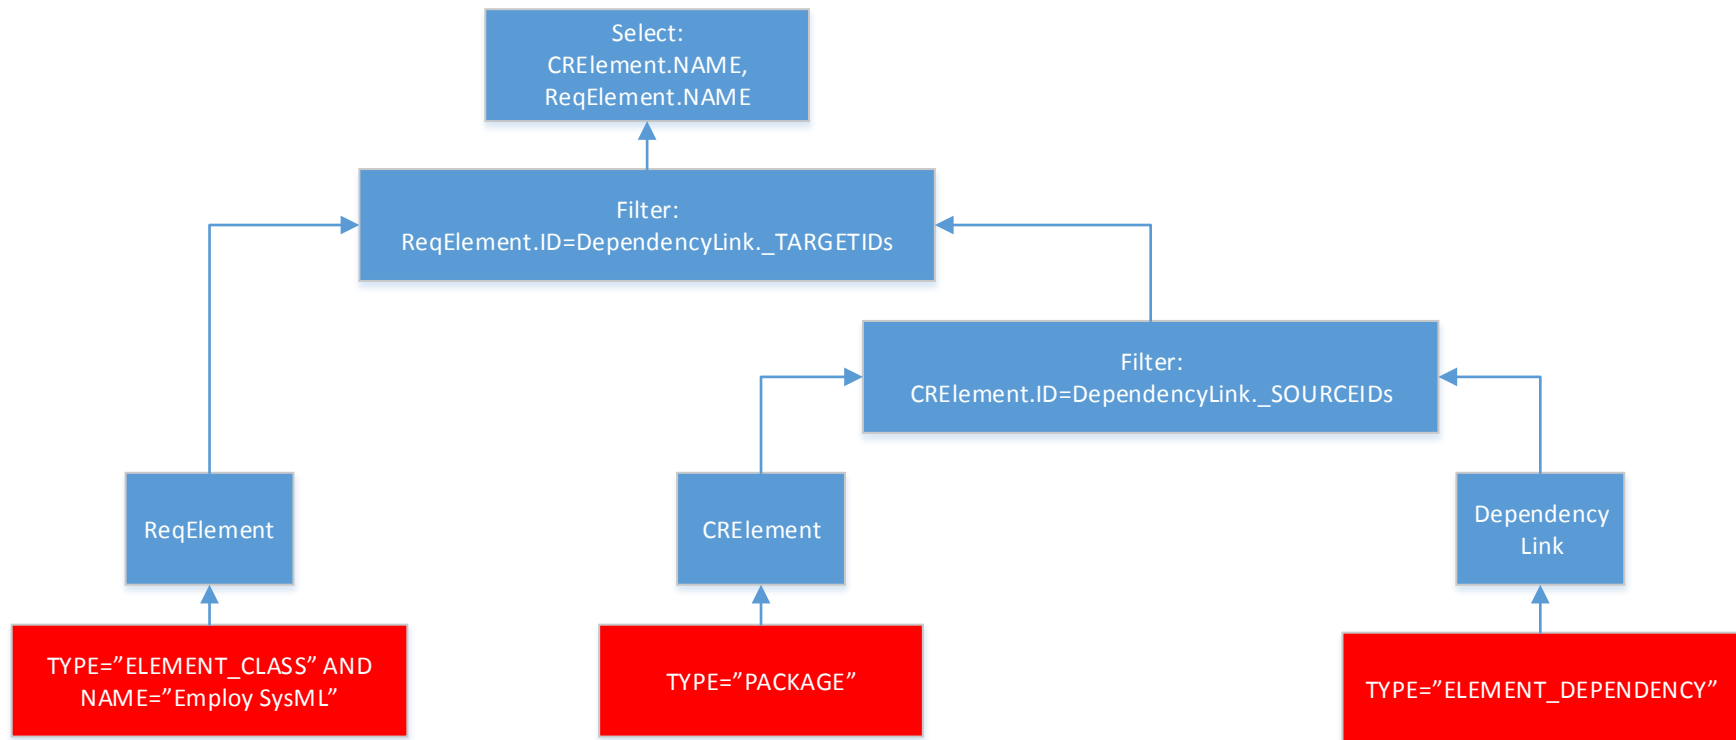 Select:
CRElement.NAME,
ReqElement.NAME
Filter:
ReqElement.ID=DependencyLink._TARGETIDs
Filter:
CRElement.ID=DependencyLink._SOURCEIDs
ReqElement
CRElement
Dependency
Link
TYPE=”ELEMENT_CLASS” AND
NAME=”Employ SysML”
TYPE=”PACKAGE”
TYPE=”ELEMENT_DEPENDENCY”